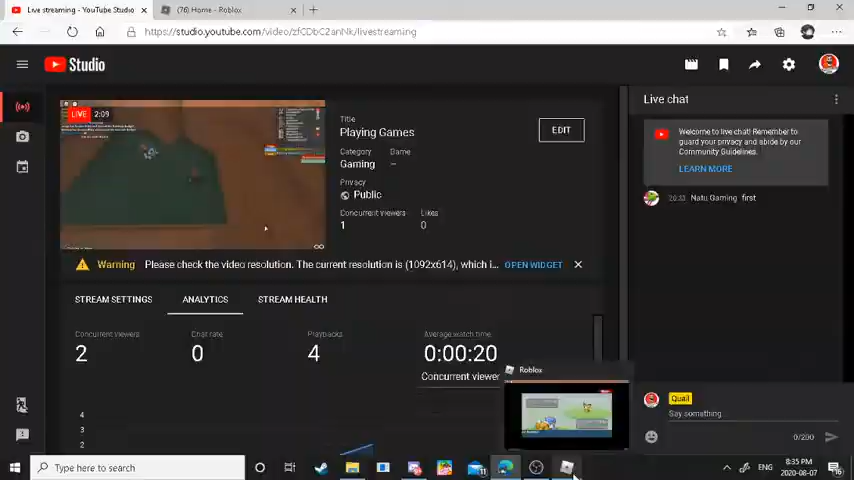 Live streaming - YouTube Studio
(76) Home - Roblox
https://studio.youtube.com/video/zfCDbC2anNk/livestreaming
Studio
LIVE 2:09
Title
Playing Games
EDIT
Category Game
Gaming –
Privacy
Public
Concurrent viewers Likes
1 0
Warning Please check the video resolution. The current resolution is (1092x614), which i... OPEN WIDGET
STREAM SETTINGS ANALYTICS STREAM HEALTH
Concurrent viewers Chat rate Playbacks Average watch time
2 0 4 0:00:20
Concurrent viewer
4
3
2
Roblox
Live chat
Welcome to live chat! Remember to
guard your privacy and abide by our
Community Guidelines.
LEARN MORE
20:33 Natu Gaming first
Quail
Say something...
0/200
Type here to search
11
ENG
8:35 PM
2020-08-07
16